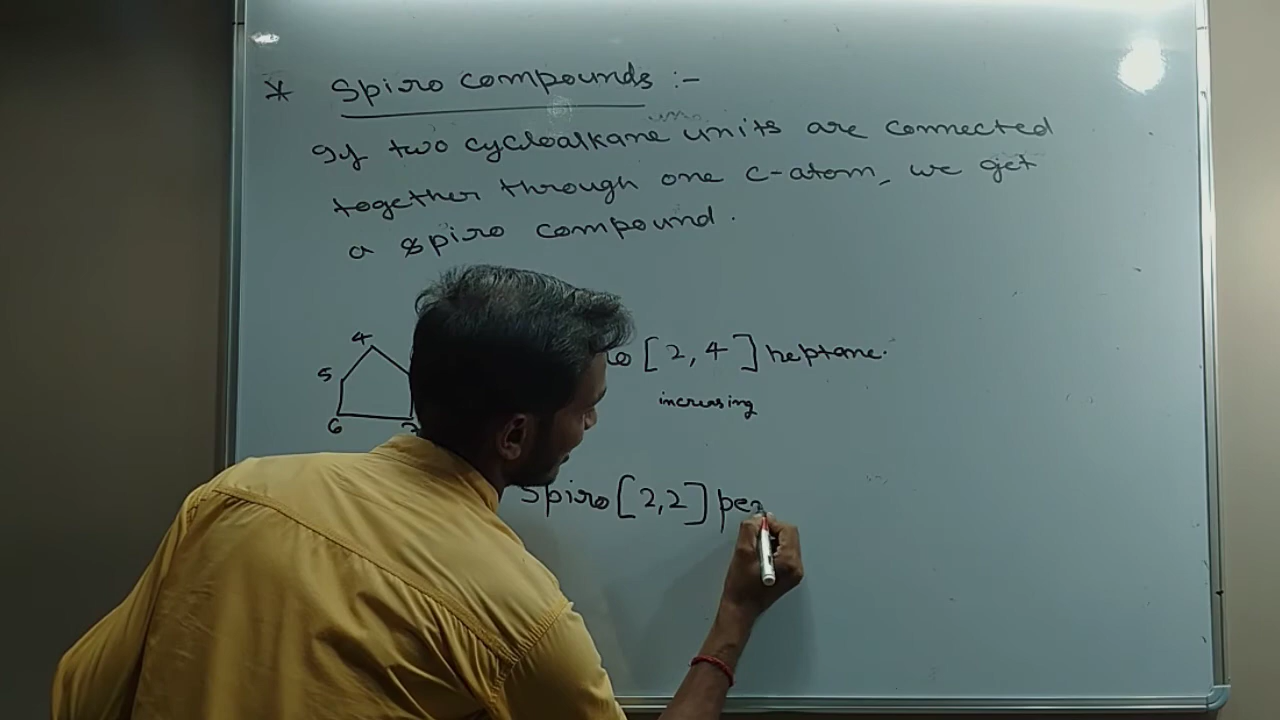 * Spiro compounds :-
If two cycloalkane units are connected
together through one c-atom, we get
a spiro compound.
4
5
6
[2,4] heptane.
increasing
Spiro [2,2] pe